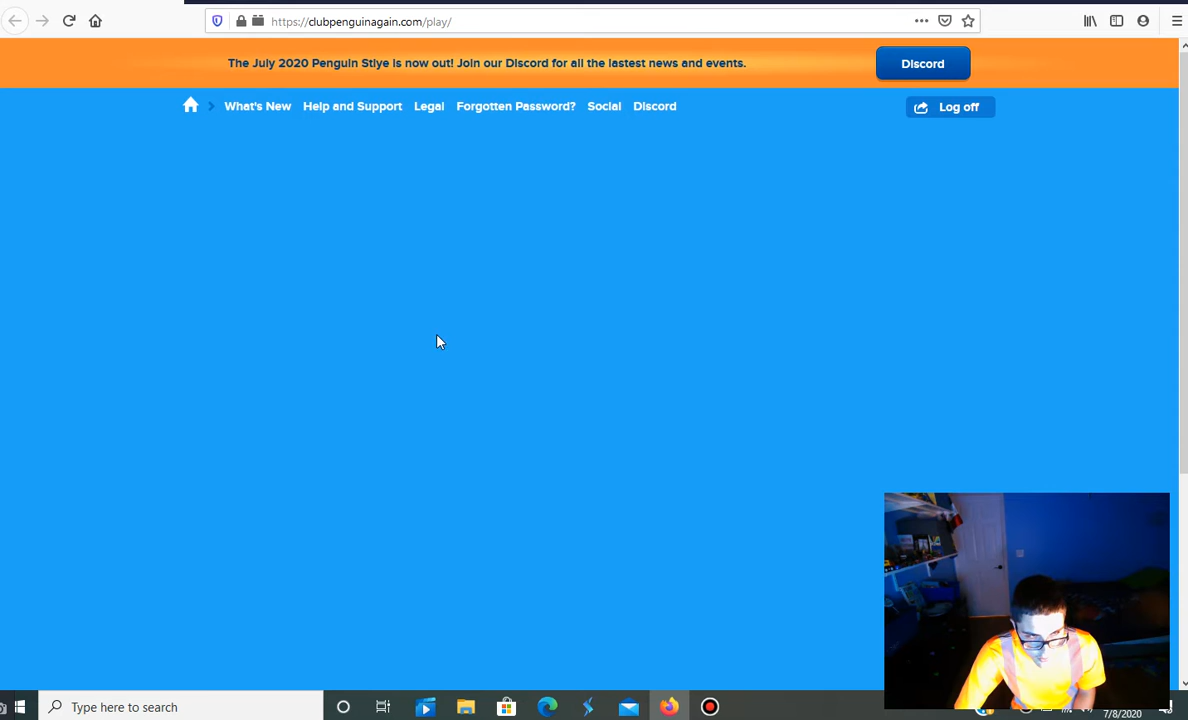 https://clubpenguinagain.com/play/
The July 2020 Penguin Stiye is now out! Join our Discord for all the lastest news and events.
Discord
What's New
Help and Support
Legal
Forgotten Password?
Social
Discord
Log off
Type here to search
7/8/2020